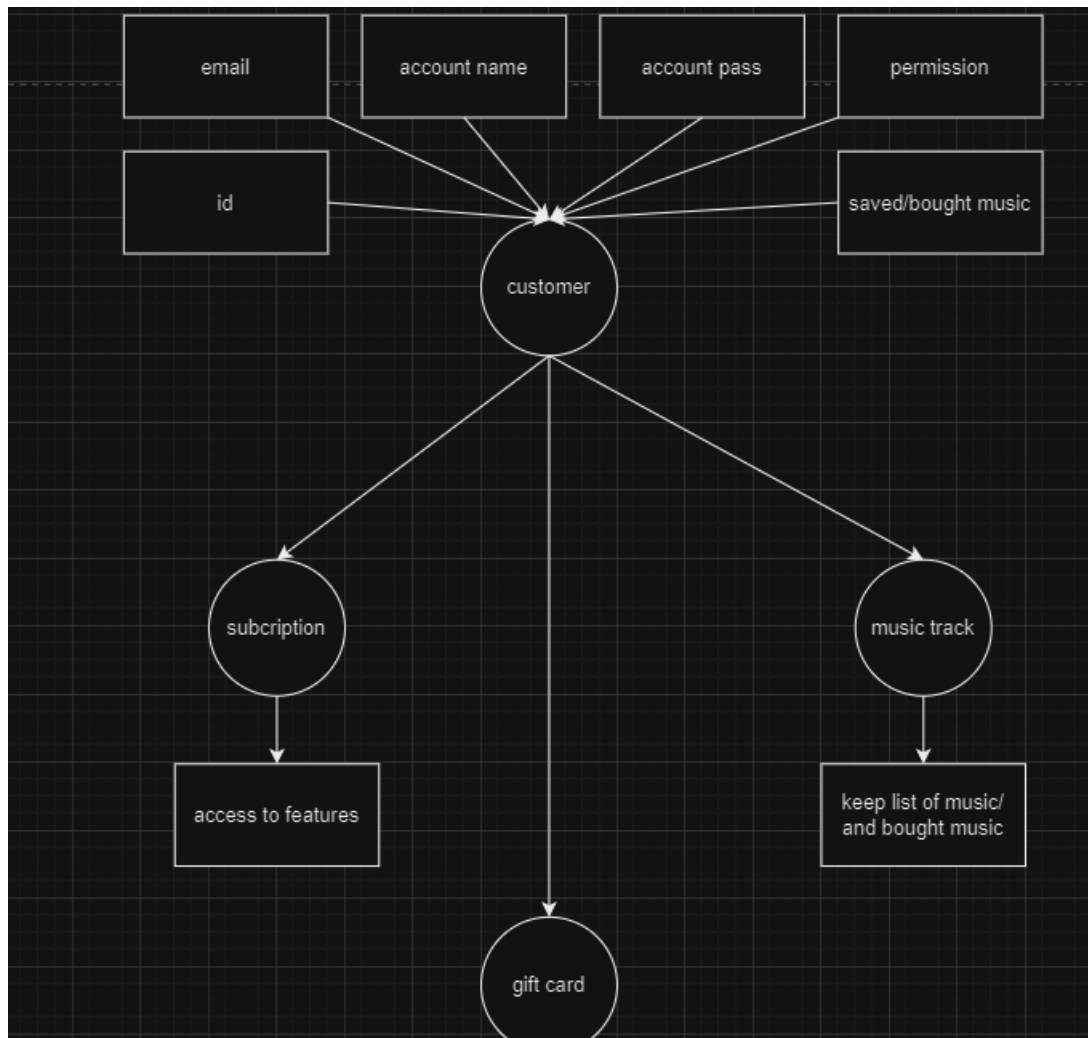 email
account name
account pass
permission
id
saved/bought music
customer
subcription
music track
access to features
keep list of music/
and bought music
gift card